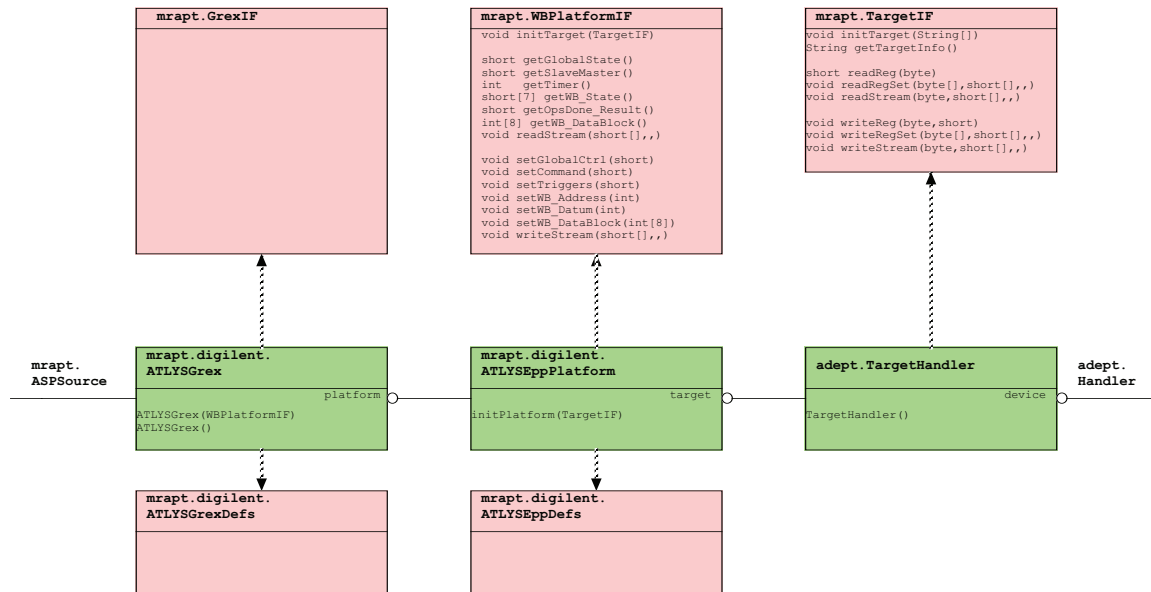 mrapt.GrexIF
mrapt.WBPlatformIF
void initTarget(TargetIF)
short getGlobalState()
short getSlaveMaster()
int   getTimer()
short[7] getWB_State()
short getOpsDone_Result()
int[8] getWB_DataBlock()
void readStream(short[],,)
void setGlobalCtrl(short)
void setCommand(short)
void setTriggers(short)
void setWB_Address(int)
void setWB_Datum(int)
void setWB_DataBlock(int[8])
void writeStream(short[],,)
mrapt.TargetIF
void initTarget(String[])
String getTargetInfo()
short readReg(byte)
void readRegSet(byte[],short[],,)
void readStream(byte,short[],,)
void writeReg(byte,short)
void writeRegSet(byte[],short[],,)
void writeStream(byte,short[],,)
mrapt.
ASPSource
mrapt.digilent.
ATLYSGrex
platform
ATLYSGrex(WBPlatformIF)
ATLYSGrex()
mrapt.digilent.
ATLYSEppPlatform
target
initPlatform(TargetIF)
adept.TargetHandler
device
TargetHandler()
adept.
Handler
mrapt.digilent.
ATLYSGrexDefs
mrapt.digilent.
ATLYSEppDefs